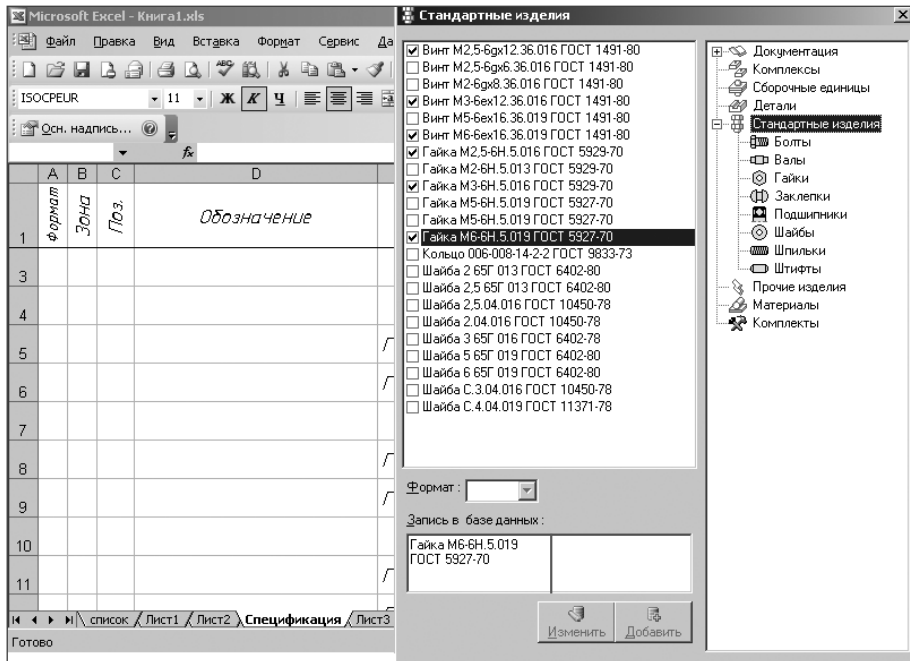 Microsoft Excel - Книга1.xls
Файл Правка Вид Вставка Формат Сервис Да
ISOCPEUR 11 Ж К Ч
Осн. надпись...
fx
A B C D
1 Формат Зона Поз. Обозначение
3
4
5
6
7
8
9
10
11
список Лист1 Лист2 Спецификация Лист3
Готово
Стандартные изделия
Винт М2,5-6gx12.36.016 ГОСТ 1491-80
Винт М2,5-6gx6.36.016 ГОСТ 1491-80
Винт М2-6gx8.36.016 ГОСТ 1491-80
Винт М3-6ex12.36.016 ГОСТ 1491-80
Винт М5-6ex16.36.019 ГОСТ 1491-80
Винт М6-6ex16.36.019 ГОСТ 1491-80
Гайка М2,5-6Н.5.016 ГОСТ 5929-70
Гайка М2-6Н.5.013 ГОСТ 5929-70
Гайка М3-6Н.5.016 ГОСТ 5929-70
Гайка М5-6Н.5.019 ГОСТ 5927-70
Гайка М5-6Н.5.019 ГОСТ 5927-70
Гайка М6-6Н.5.019 ГОСТ 5927-70
Кольцо 006-008-14-2-2 ГОСТ 9833-73
Шайба 2 65Г 013 ГОСТ 6402-80
Шайба 2,5 65Г 013 ГОСТ 6402-80
Шайба 2,5.04.016 ГОСТ 10450-78
Шайба 2.04.016 ГОСТ 10450-78
Шайба 3 65Г 016 ГОСТ 6402-78
Шайба 5 65Г 019 ГОСТ 6402-80
Шайба 6 65Г 019 ГОСТ 6402-80
Шайба С.3.04.016 ГОСТ 10450-78
Шайба С.4.04.019 ГОСТ 11371-78
Формат :
Запись в базе данных :
Гайка М6-6Н.5.019
ГОСТ 5927-70
Изменить Добавить
Документация
Комплексы
Сборочные единицы
Детали
Стандартные изделия
Болты
Валы
Гайки
Заклепки
Подшипники
Шайбы
Шпильки
Штифты
Прочие изделия
Материалы
Комплекты